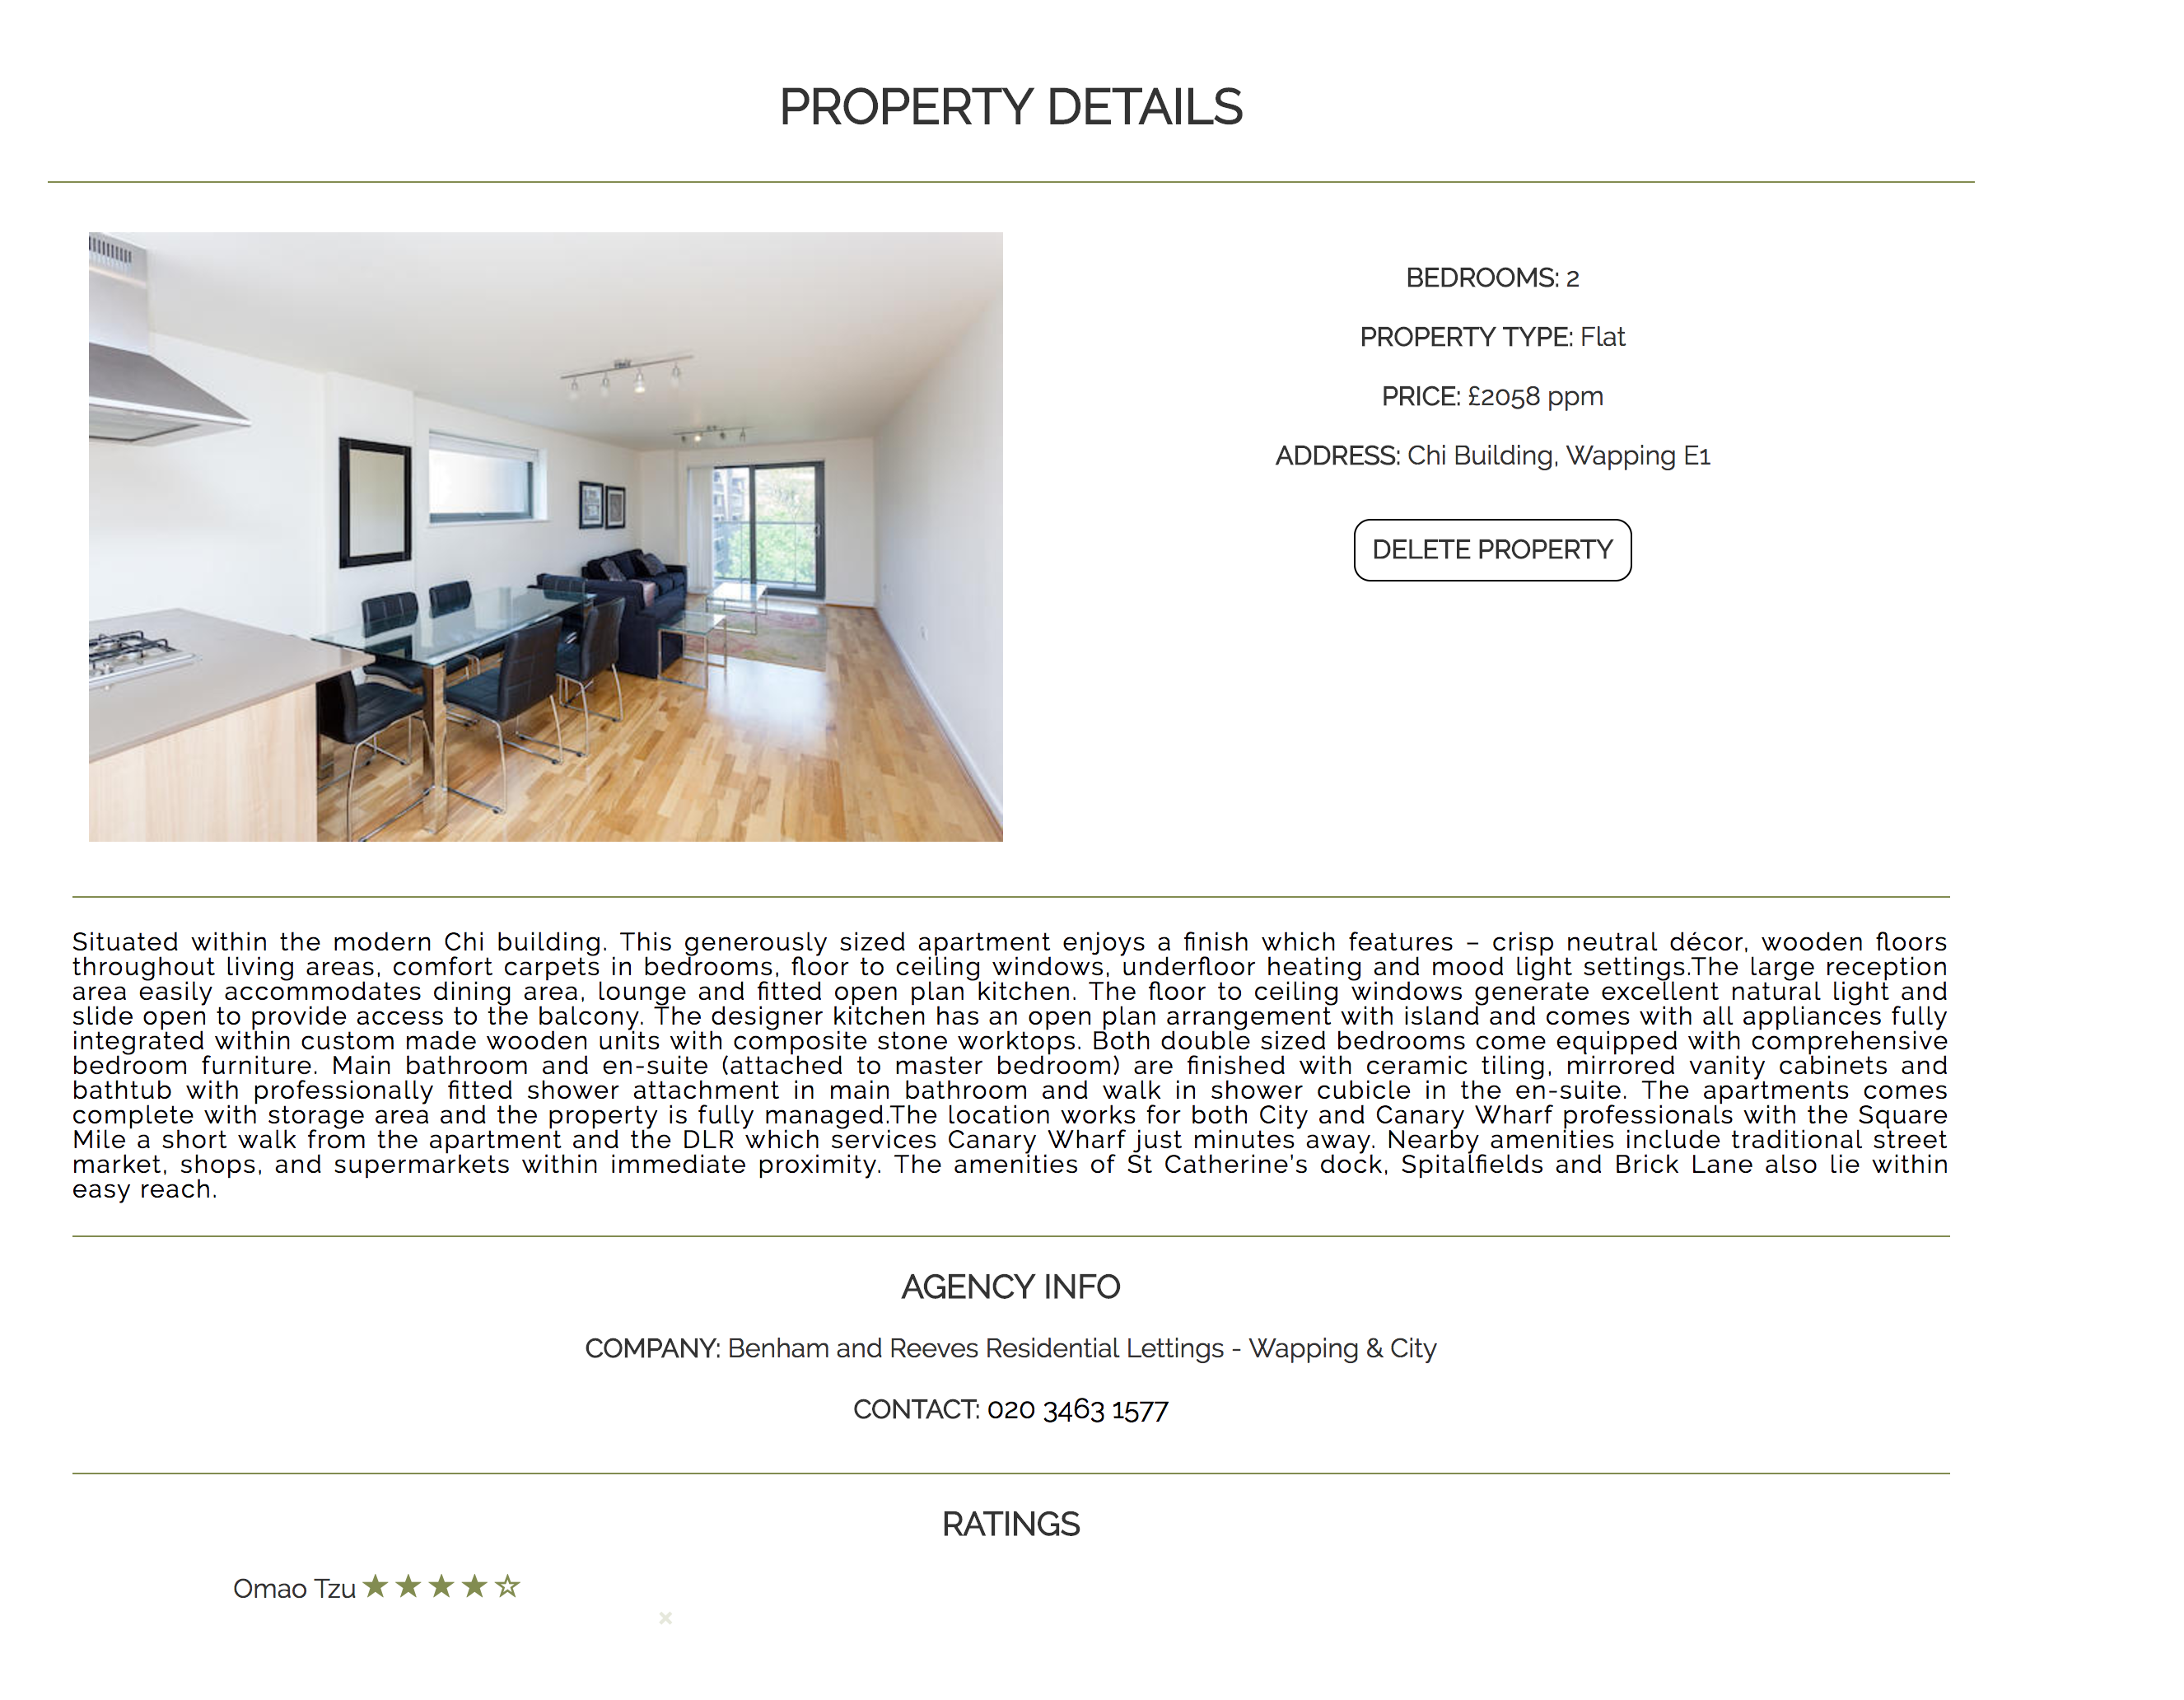 PROPERTY DETAILS
BEDROOMS: 2
PROPERTY TYPE: Flat
PRICE: £2058 ppm
ADDRESS: Chi Building, Wapping E1
DELETE PROPERTY
Situated within the modern Chi building. This generously sized apartment enjoys a finish which features – crisp neutral décor, wooden floors
throughout living areas, comfort carpets in bedrooms, floor to ceiling windows, underfloor heating and mood light settings.The large reception
area easily accommodates dining area, lounge and fitted open plan kitchen. The floor to ceiling windows generate excellent natural light and
slide open to provide access to the balcony. The designer kitchen has an open plan arrangement with island and comes with all appliances fully
integrated within custom made wooden units with composite stone worktops. Both double sized bedrooms come equipped with comprehensive
bedroom furniture. Main bathroom and en-suite (attached to master bedroom) are finished with ceramic tiling, mirrored vanity cabinets and
bathtub with professionally fitted shower attachment in main bathroom and walk in shower cubicle in the en-suite. The apartments comes
complete with storage area and the property is fully managed.The location works for both City and Canary Wharf professionals with the Square
Mile a short walk from the apartment and the DLR which services Canary Wharf just minutes away. Nearby amenities include traditional street
market, shops, and supermarkets within immediate proximity. The amenities of St Catherine's dock, Spitalfields and Brick Lane also lie within
easy reach.
AGENCY INFO
COMPANY: Benham and Reeves Residential Lettings - Wapping & City
CONTACT: 020 3463 1577
RATINGS
Omao Tzu ★★★★☆
×